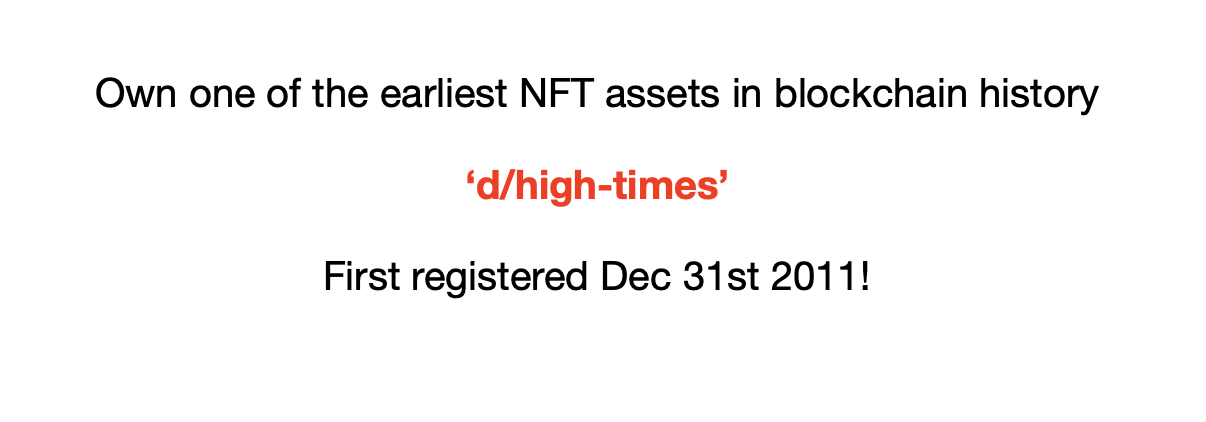 Own one of the earliest NFT assets in blockchain history
‘d/high-times’
First registered Dec 31st 2011!